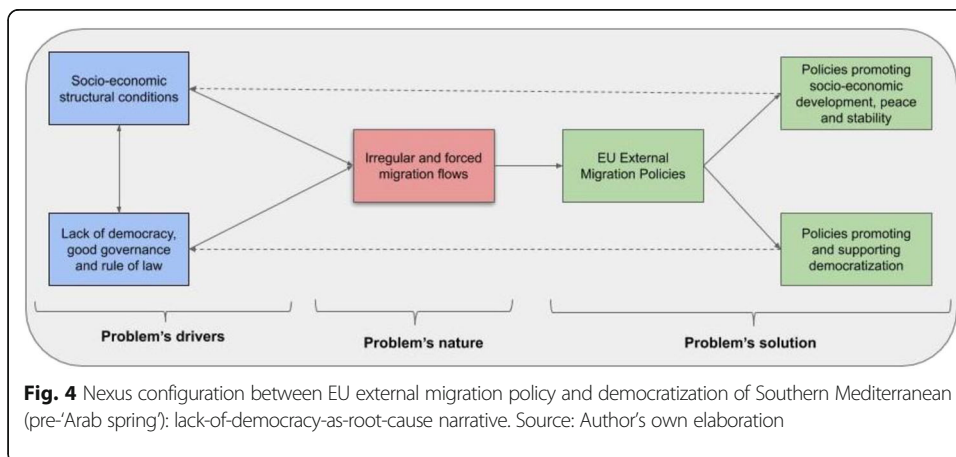 Socio-economic
structural conditions
Lack of democracy,
good governance
and rule of law
Irregular and forced
migration flows
EU External
Migration Policies
Policies promoting
socio-economic
development, peace
and stability
Policies promoting
and supporting
democratization
Problem's drivers
Problem's nature
Problem's solution
Fig. 4 Nexus configuration between EU external migration policy and democratization of Southern Mediterranean
(pre-‘Arab spring’): lack-of-democracy-as-root-cause narrative. Source: Author’s own elaboration